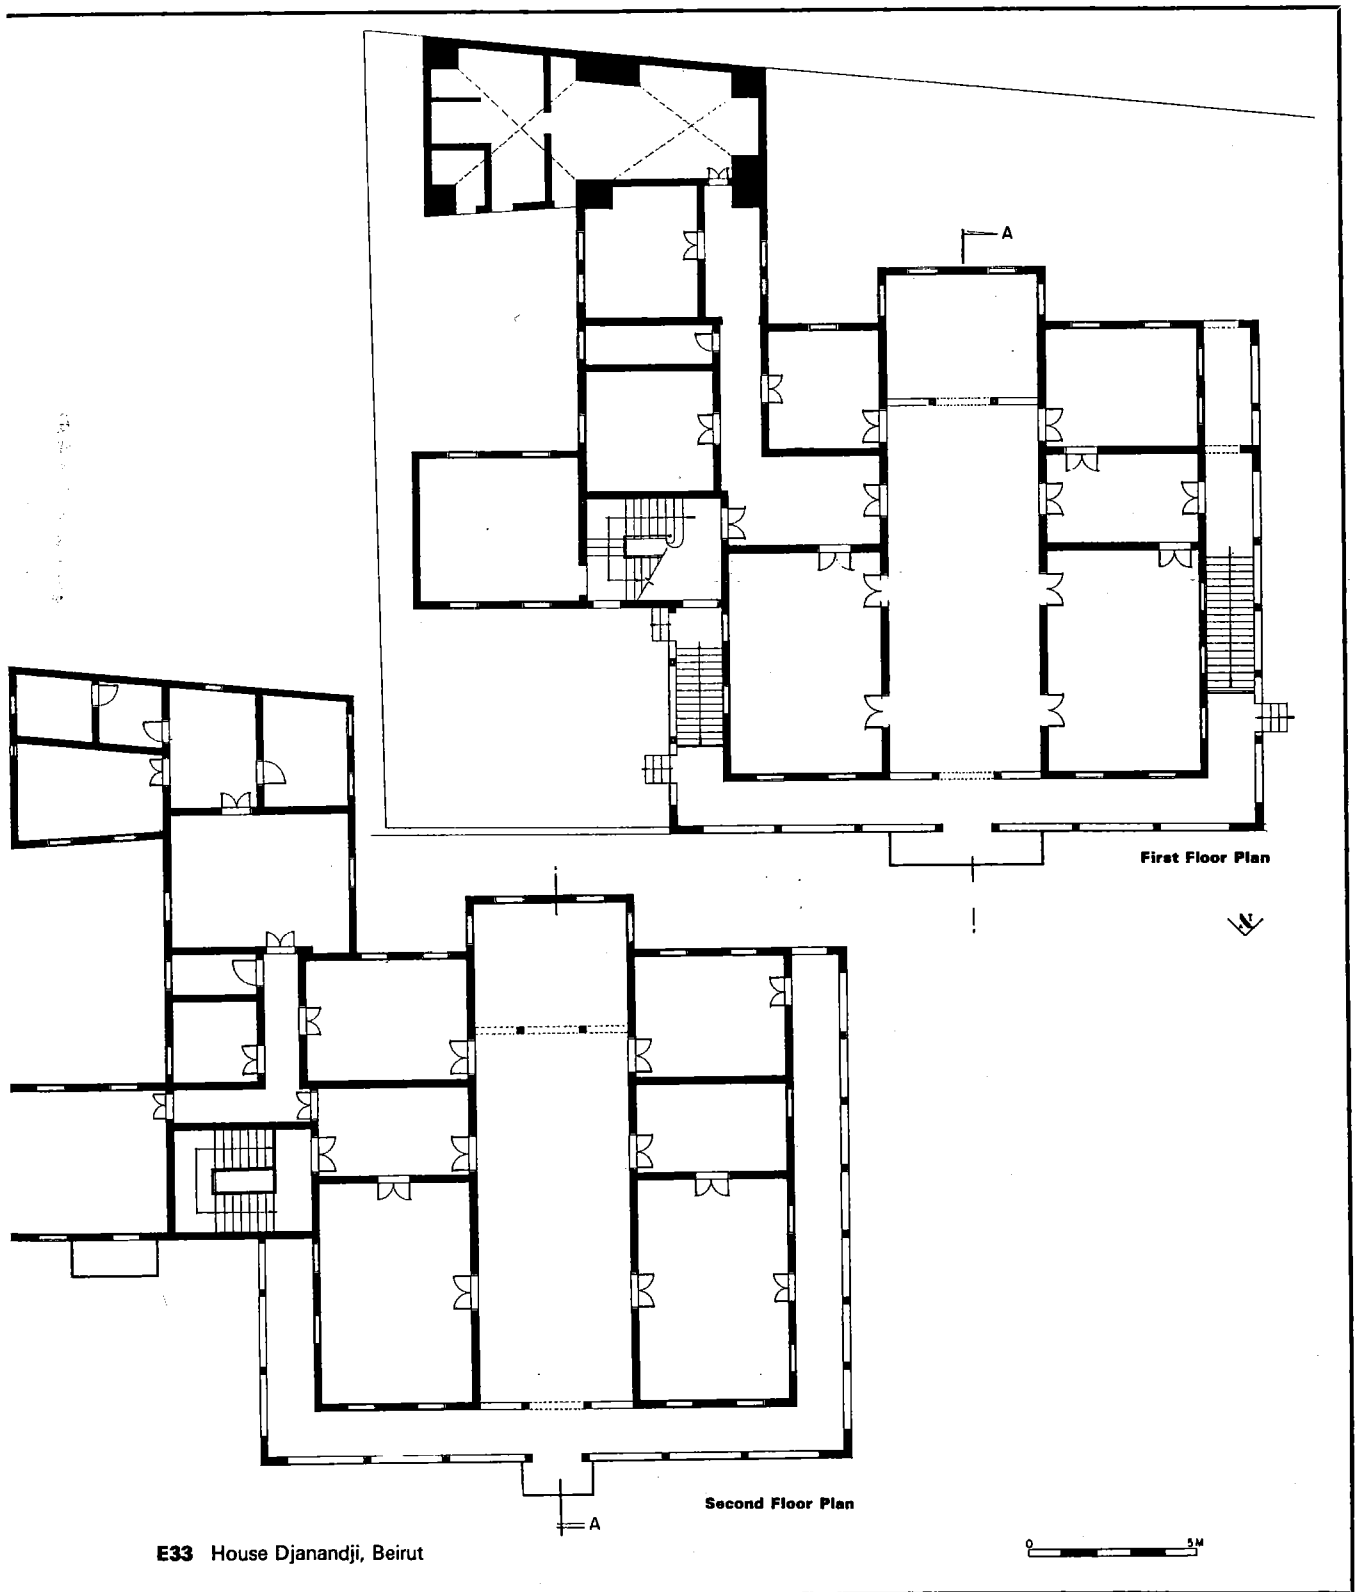 A
First Floor Plan
N
Second Floor Plan
A
E33 House Djanandji, Beirut
0 5M